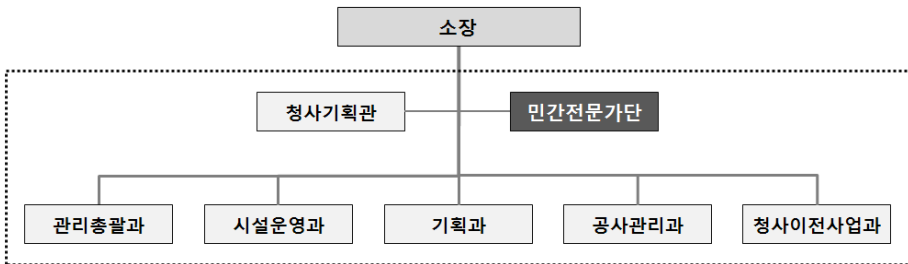 소장
청사기획관
민간전문가단
관리총괄과
시설운영과
기획과
공사관리과
청사이전사업과